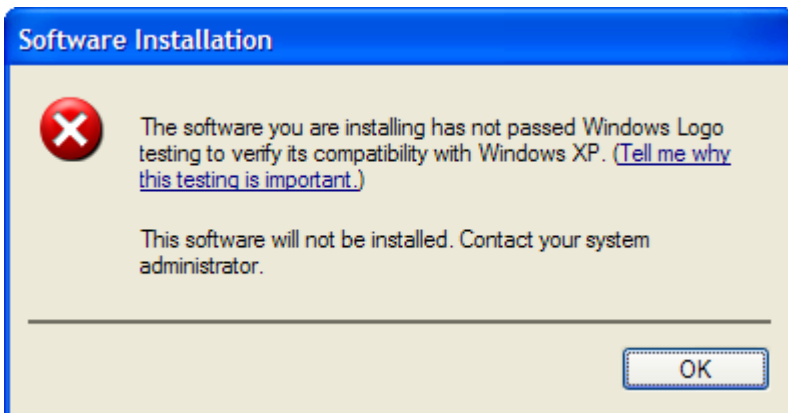 Software Installation
The software you are installing has not passed Windows Logo
testing to verify its compatibility with Windows XP. (Tell me why
this testing is important.)
This software will not be installed. Contact your system
administrator.
OK